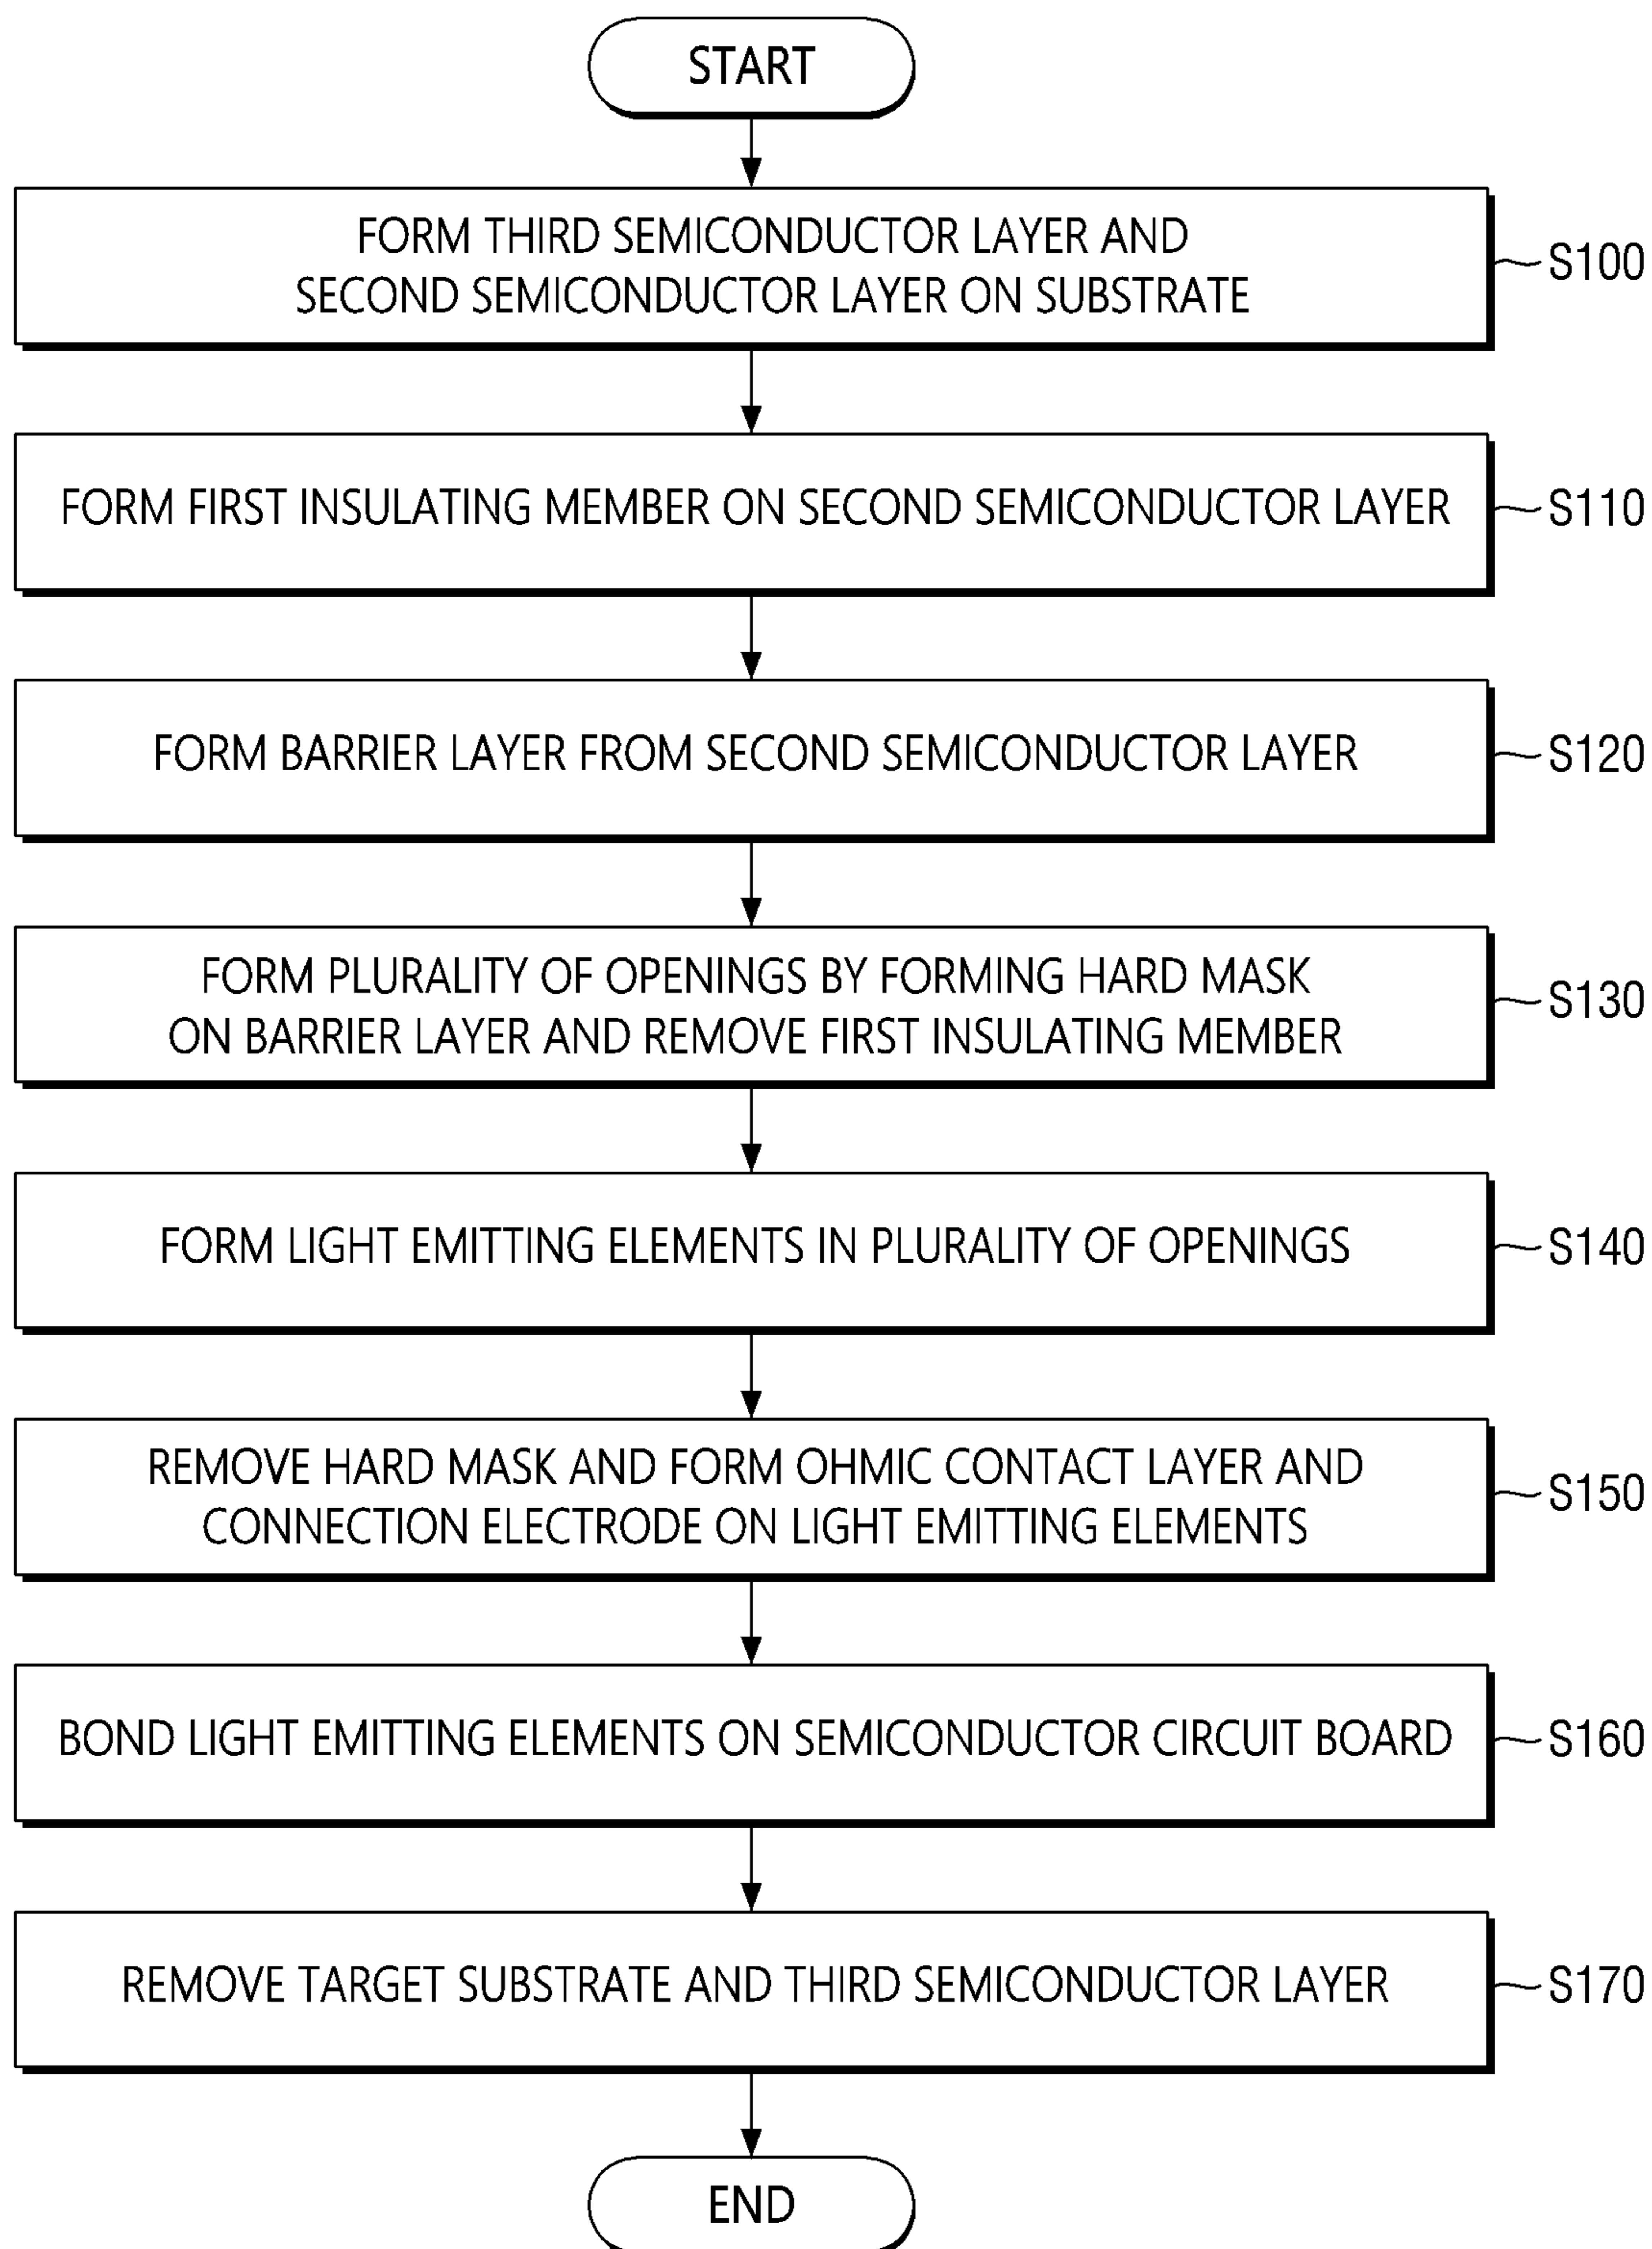 START
FORM THIRD SEMICONDUCTOR LAYER AND
SECOND SEMICONDUCTOR LAYER ON SUBSTRATE
S100
FORM FIRST INSULATING MEMBER ON SECOND SEMICONDUCTOR LAYER
S110
FORM BARRIER LAYER FROM SECOND SEMICONDUCTOR LAYER
S120
FORM PLURALITY OF OPENINGS BY FORMING HARD MASK
ON BARRIER LAYER AND REMOVE FIRST INSULATING MEMBER
S130
FORM LIGHT EMITTING ELEMENTS IN PLURALITY OF OPENINGS
S140
REMOVE HARD MASK AND FORM OHMIC CONTACT LAYER AND
CONNECTION ELECTRODE ON LIGHT EMITTING ELEMENTS
S150
BOND LIGHT EMITTING ELEMENTS ON SEMICONDUCTOR CIRCUIT BOARD
S160
REMOVE TARGET SUBSTRATE AND THIRD SEMICONDUCTOR LAYER
S170
END